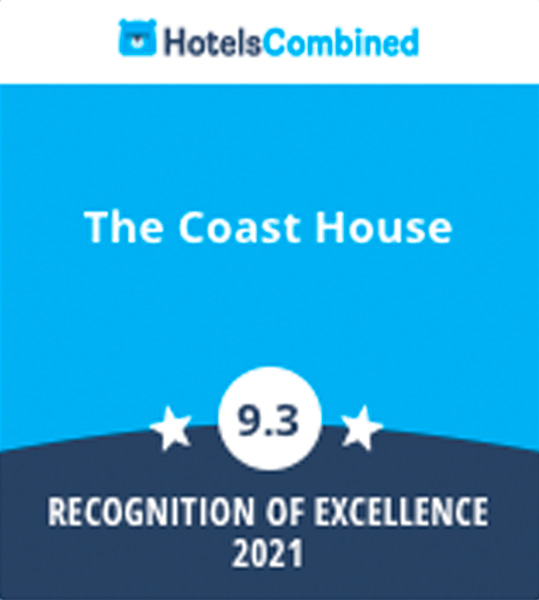 HotelsCombined
The Coast House
9.3
RECOGNITION OF EXCELLENCE
2021